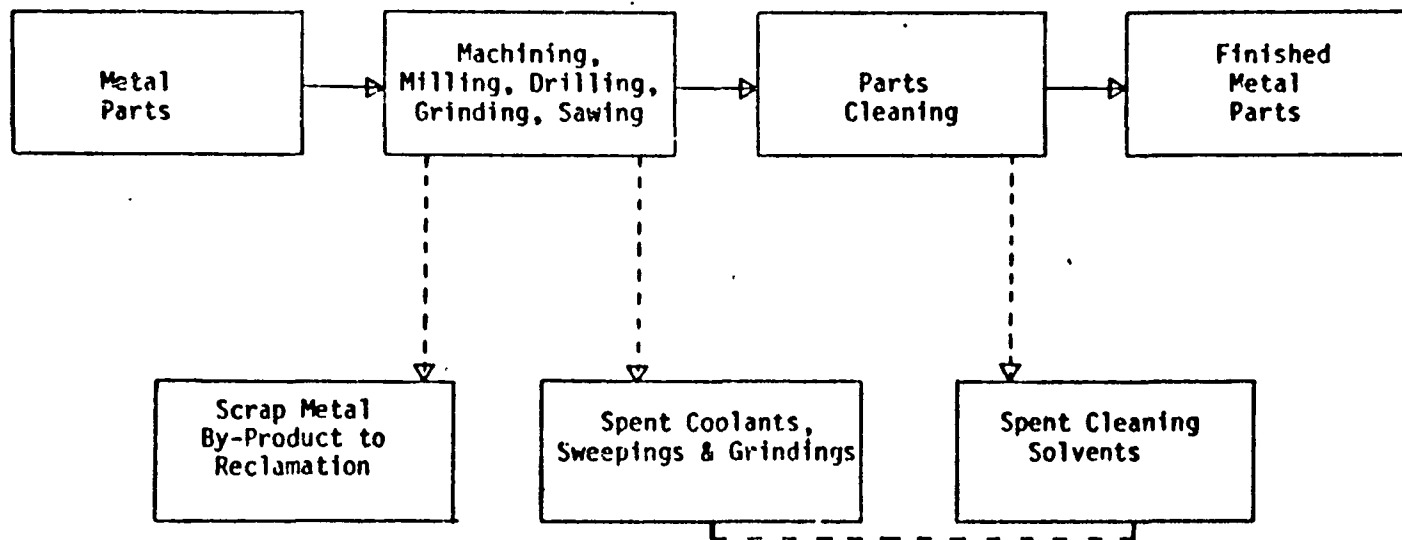 Metal
Parts
Machining,
Milling, Drilling,
Grinding, Sawing
Parts
Cleaning
Finished
Metal
Parts
Scrap Metal
By-Product to
Reclamation
Spent Coolants,
Sweepings & Grindings
Spent Cleaning
Solvents